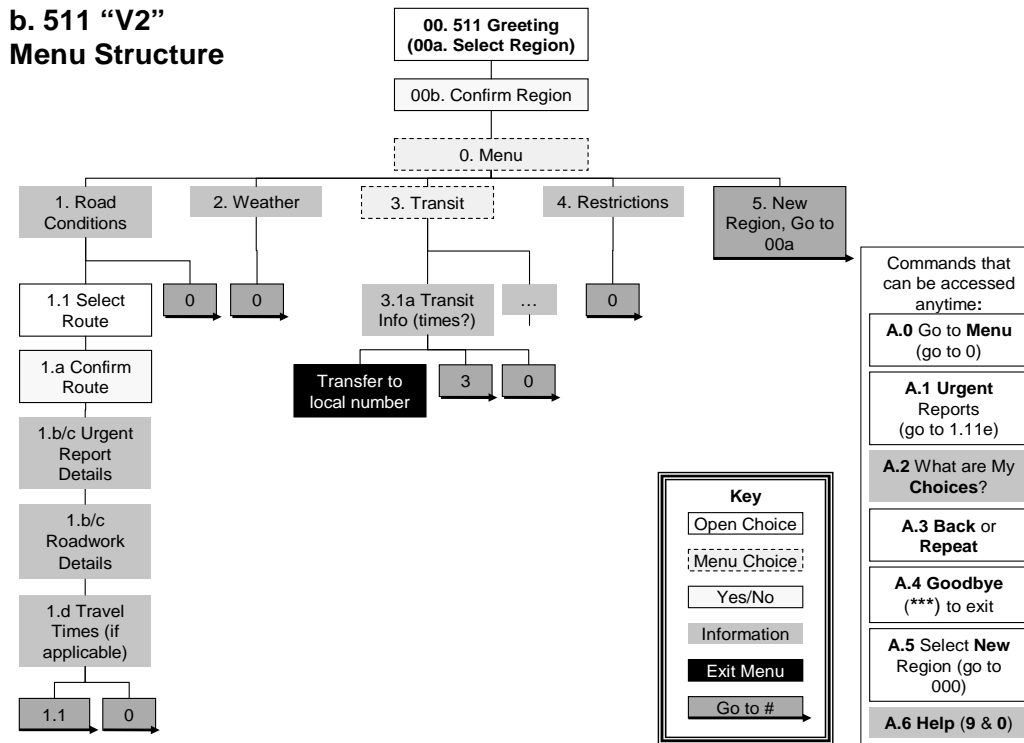 b. 511 “V2”
Menu Structure
00. 511 Greeting
(00a. Select Region)
00b. Confirm Region
0. Menu
1. Road
Conditions
2. Weather
3. Transit
4. Restrictions
5. New
Region, Go to
00a
1.1 Select
Route
0
0
3.1a Transit
Info (times?)
…
0
1.a Confirm
Route
Transfer to
local number
3
0
1.b/c Urgent
Report
Details
1.b/c
Roadwork
Details
1.d Travel
Times (if
applicable)
1.1
0
Key
Open Choice
Menu Choice
Yes/No
Information
Exit Menu
Go to #
Commands that
can be accessed
anytime:
A.0 Go to Menu
(go to 0)
A.1 Urgent
Reports
(go to 1.11e)
A.2 What are My
Choices?
A.3 Back or
Repeat
A.4 Goodbye
(***) to exit
A.5 Select New
Region (go to
000)
A.6 Help (9 & 0)